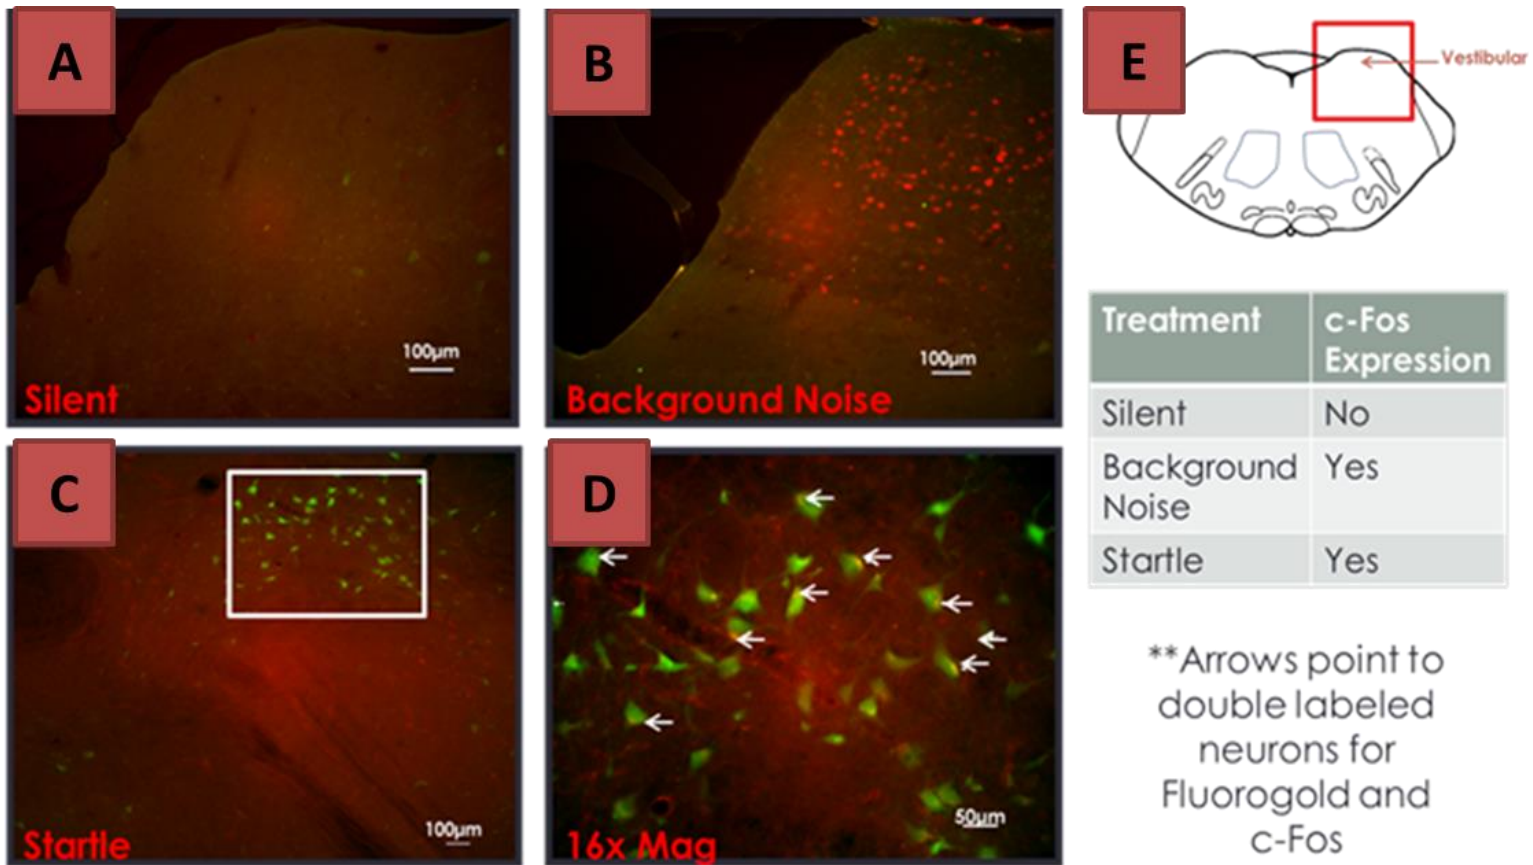 A
100µm
Silent
B
100µm
Background Noise
E
Vestibular
C
100µm
Startle
D
50µm
16x Mag
Treatment
c-Fos
Expression
Silent
No
Background
Noise
Yes
Startle
Yes
**Arrows point to
double labeled
neurons for
Fluorogold and
c-Fos